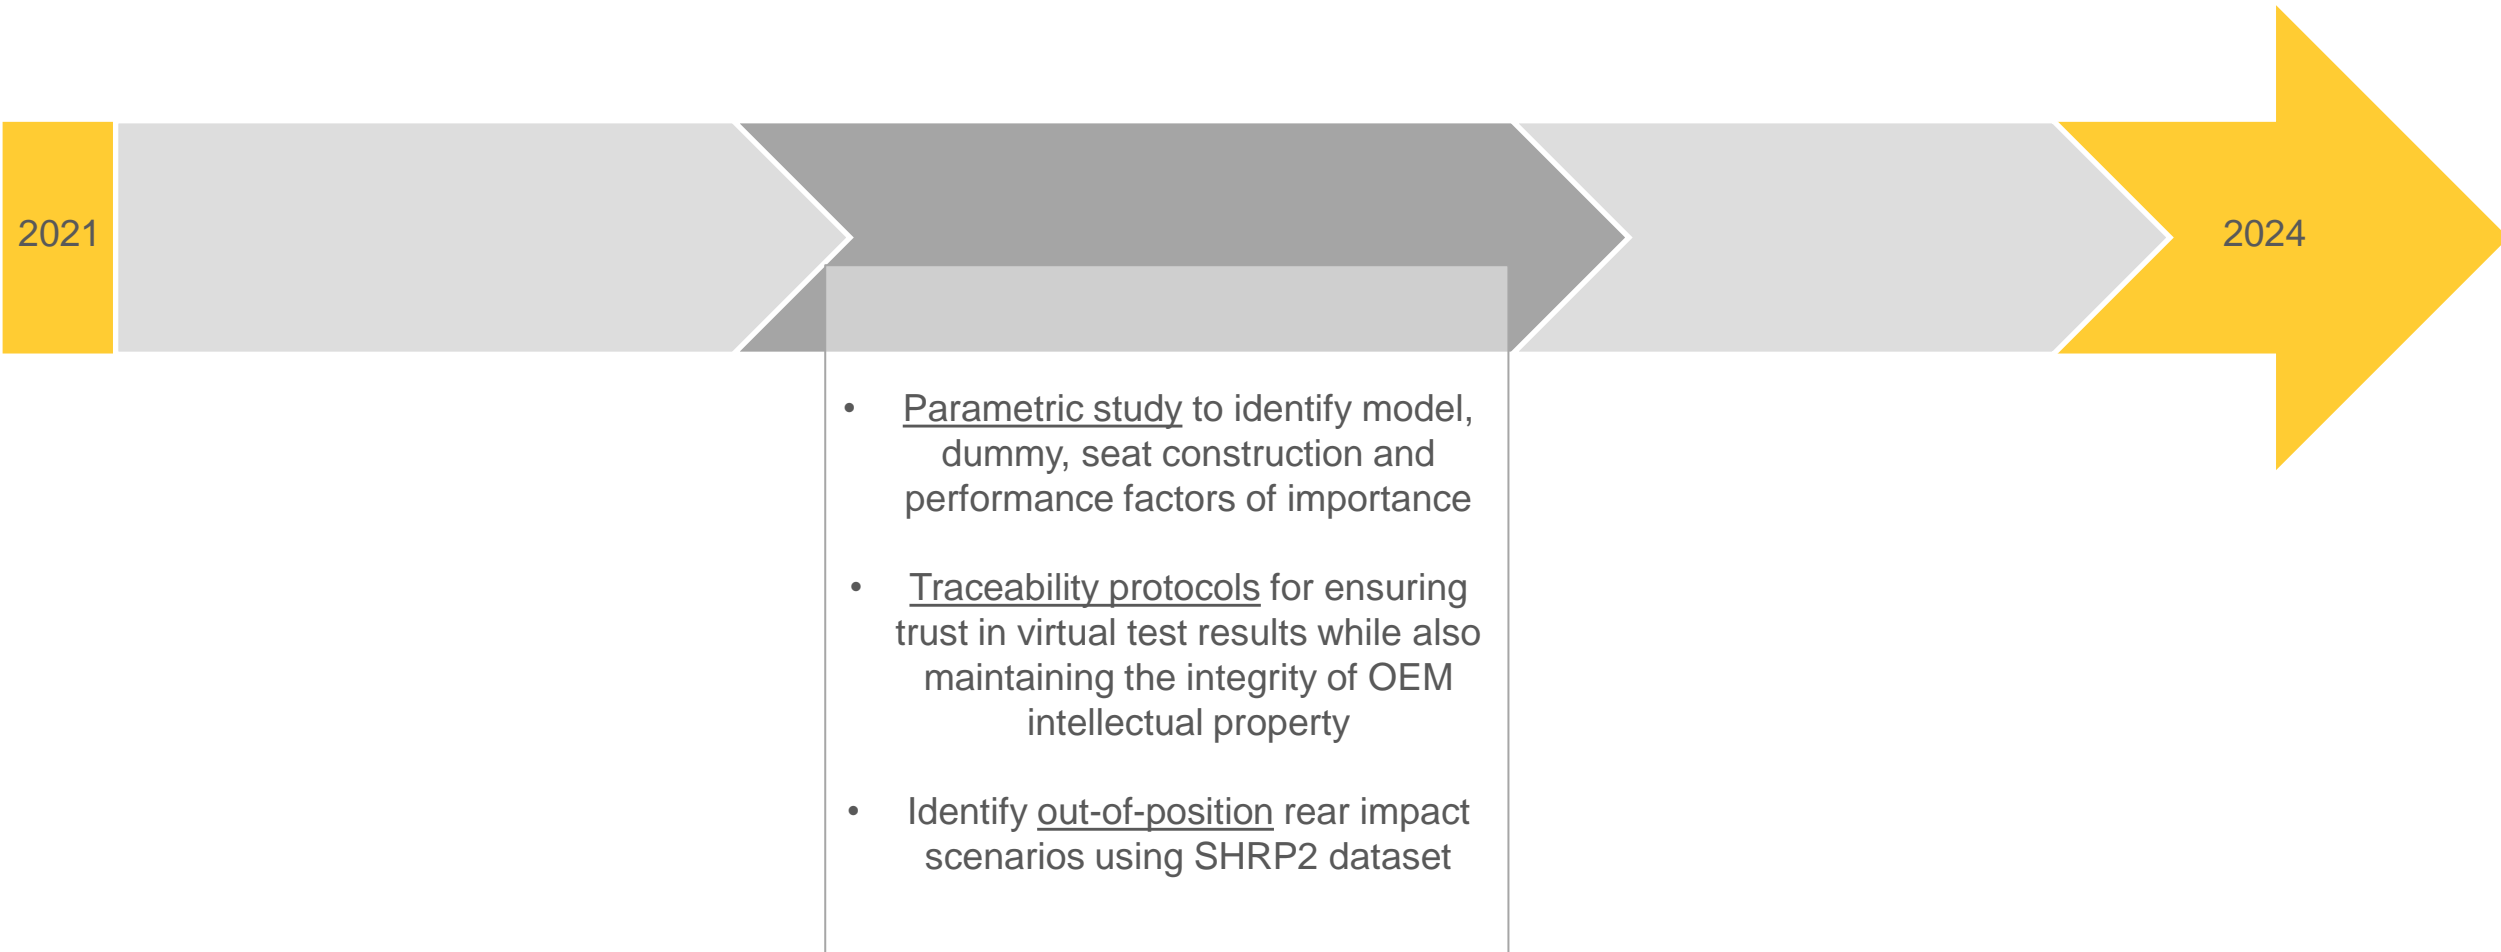 2021
2024
• Parametric study to identify model,
dummy, seat construction and
performance factors of importance
• Traceability protocols for ensuring
trust in virtual test results while also
maintaining the integrity of OEM
intellectual property
• Identify out-of-position rear impact
scenarios using SHRP2 dataset